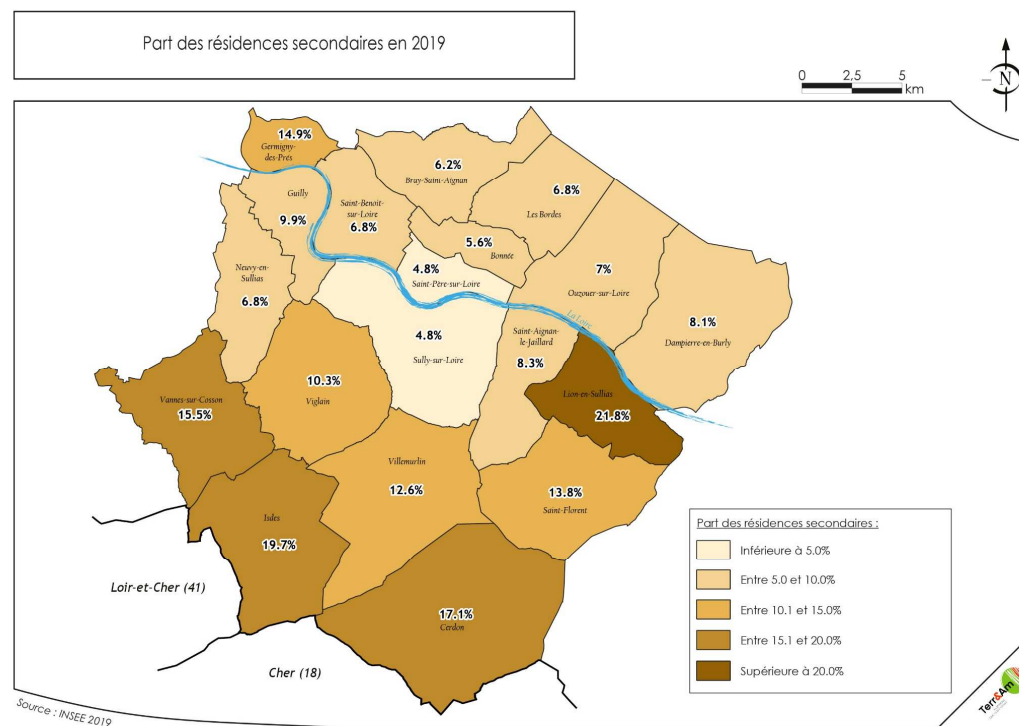 Part des résidences secondaires en 2019
0 2,5 5
km
N
14.9%
Germigny-
des-Prés
6.2%
Bray-Saint-Aignan
6.8%
Les Bordes
Guilly
9.9%
Saint-Benoit-
sur-Loire
6.8%
5.6%
Bonnée
Neuvy-en-
Sullias
6.8%
4.8%
Saint-Père-sur-Loire
7%
Ouzouer-sur-Loire
La Loire
8.1%
Dampierre-en-Burly
4.8%
Sully-sur-Loire
Saint-Aignan-
le-Jaillard
8.3%
10.3%
Viglain
Vannes-sur-Cosson
15.5%
Lion-en-Sullias
21.8%
Villemurlin
12.6%
13.8%
Saint-Florent
Isdes
19.7%
17.1%
Cerdon
Loir-et-Cher (41)
Cher (18)
Part des résidences secondaires :
Inférieure à 5.0%
Entre 5.0 et 10.0%
Entre 10.1 et 15.0%
Entre 15.1 et 20.0%
Supérieure à 20.0%
Source : INSEE 2019
Terr&Am